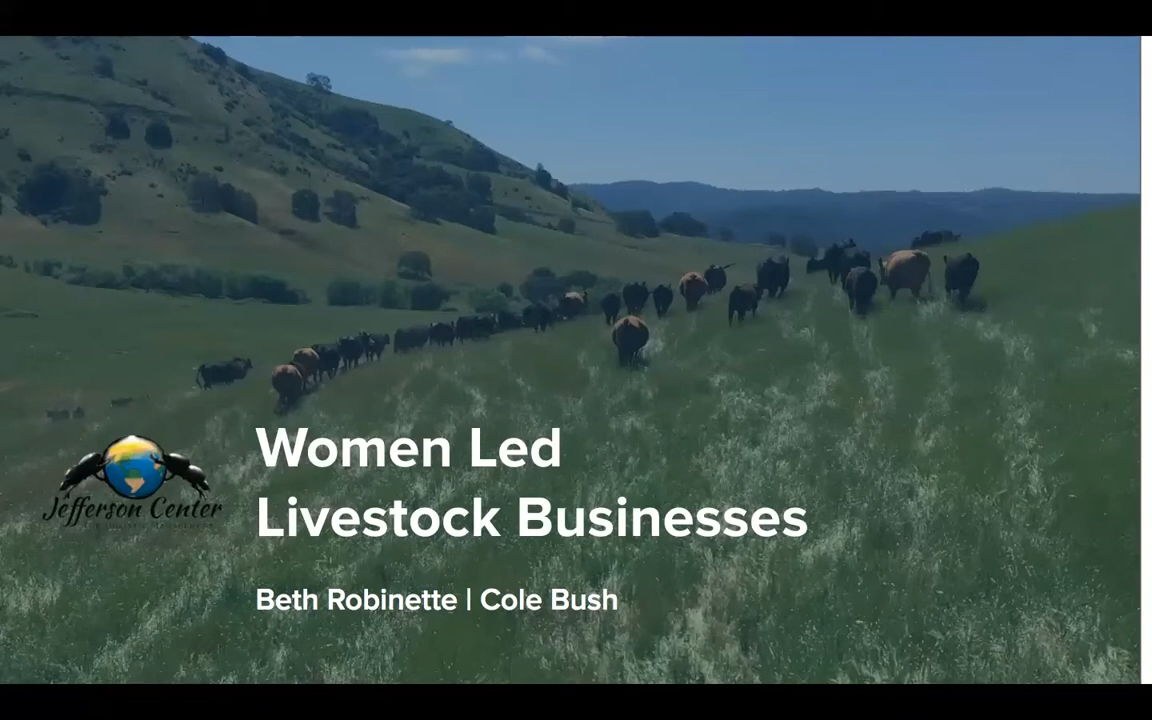 Women Led
Livestock Businesses
Jefferson Center
Beth Robinette | Cole Bush